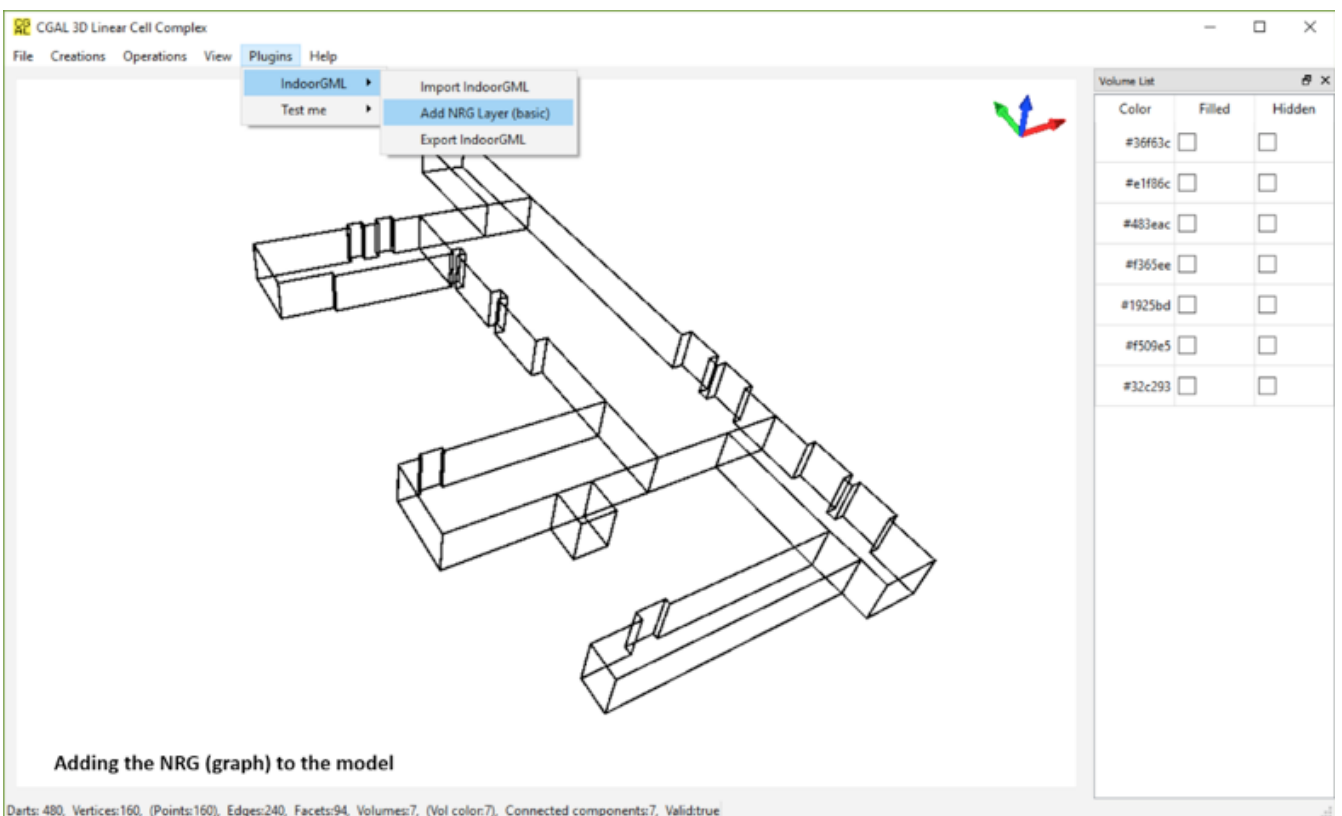 CGAL 3D Linear Cell Complex
File Creations Operations View Plugins Help
IndoorGML
Test me
Import IndoorGML
Add NRG Layer (basic)
Export IndoorGML
Volume List
Color Filled Hidden
#36f63c
#e1f86c
#483eac
#f365ee
#1925bd
#f509e5
#32c293
Adding the NRG (graph) to the model
Darts: 480, Vertices:160, (Points:160), Edges:240, Facets:94, Volumes:7, (Vol color:7), Connected components:7, Valid:true